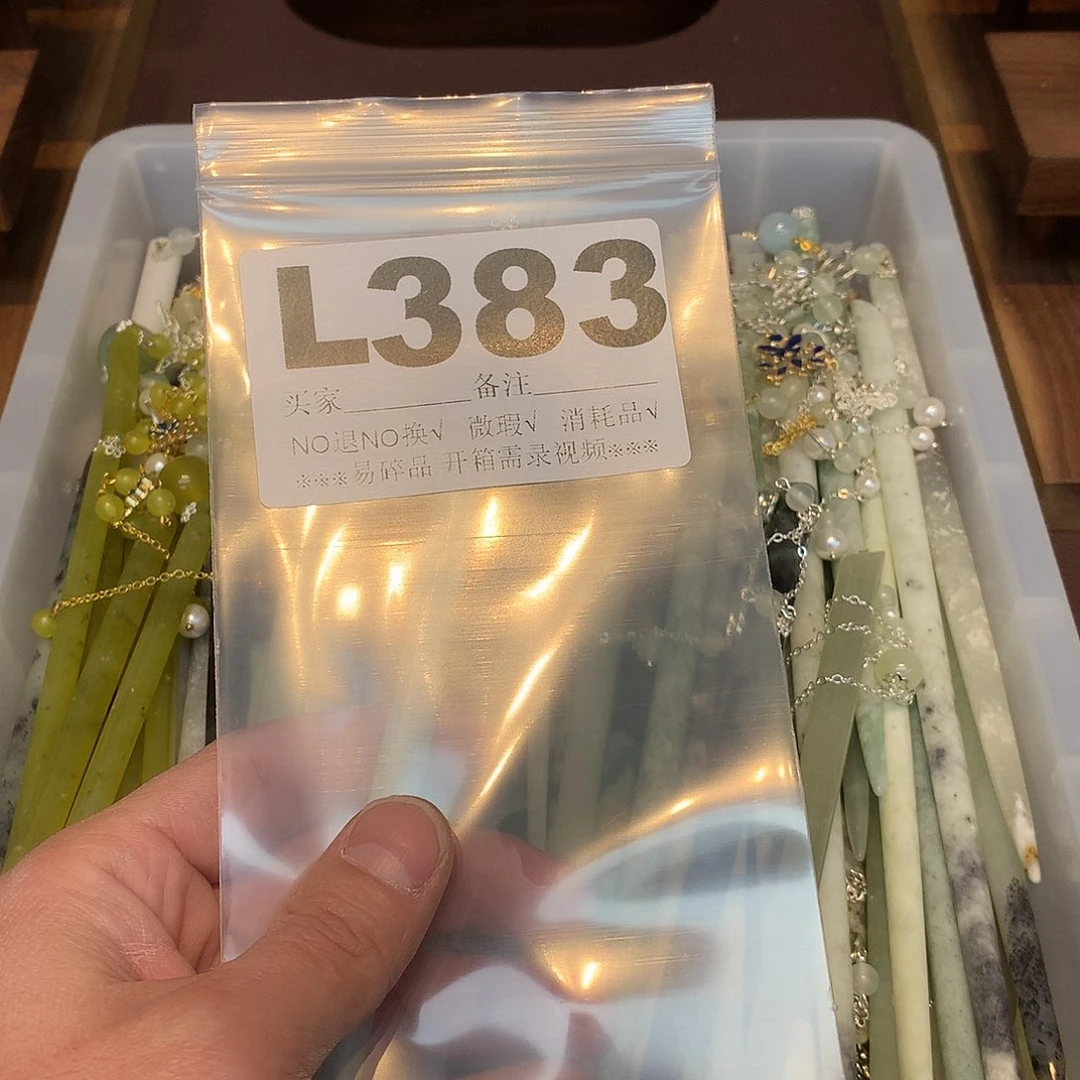 L383
买家________备注________
NO退NO换√ 微瑕√ 消耗品√
※※※易碎品 开箱需录视频※※※